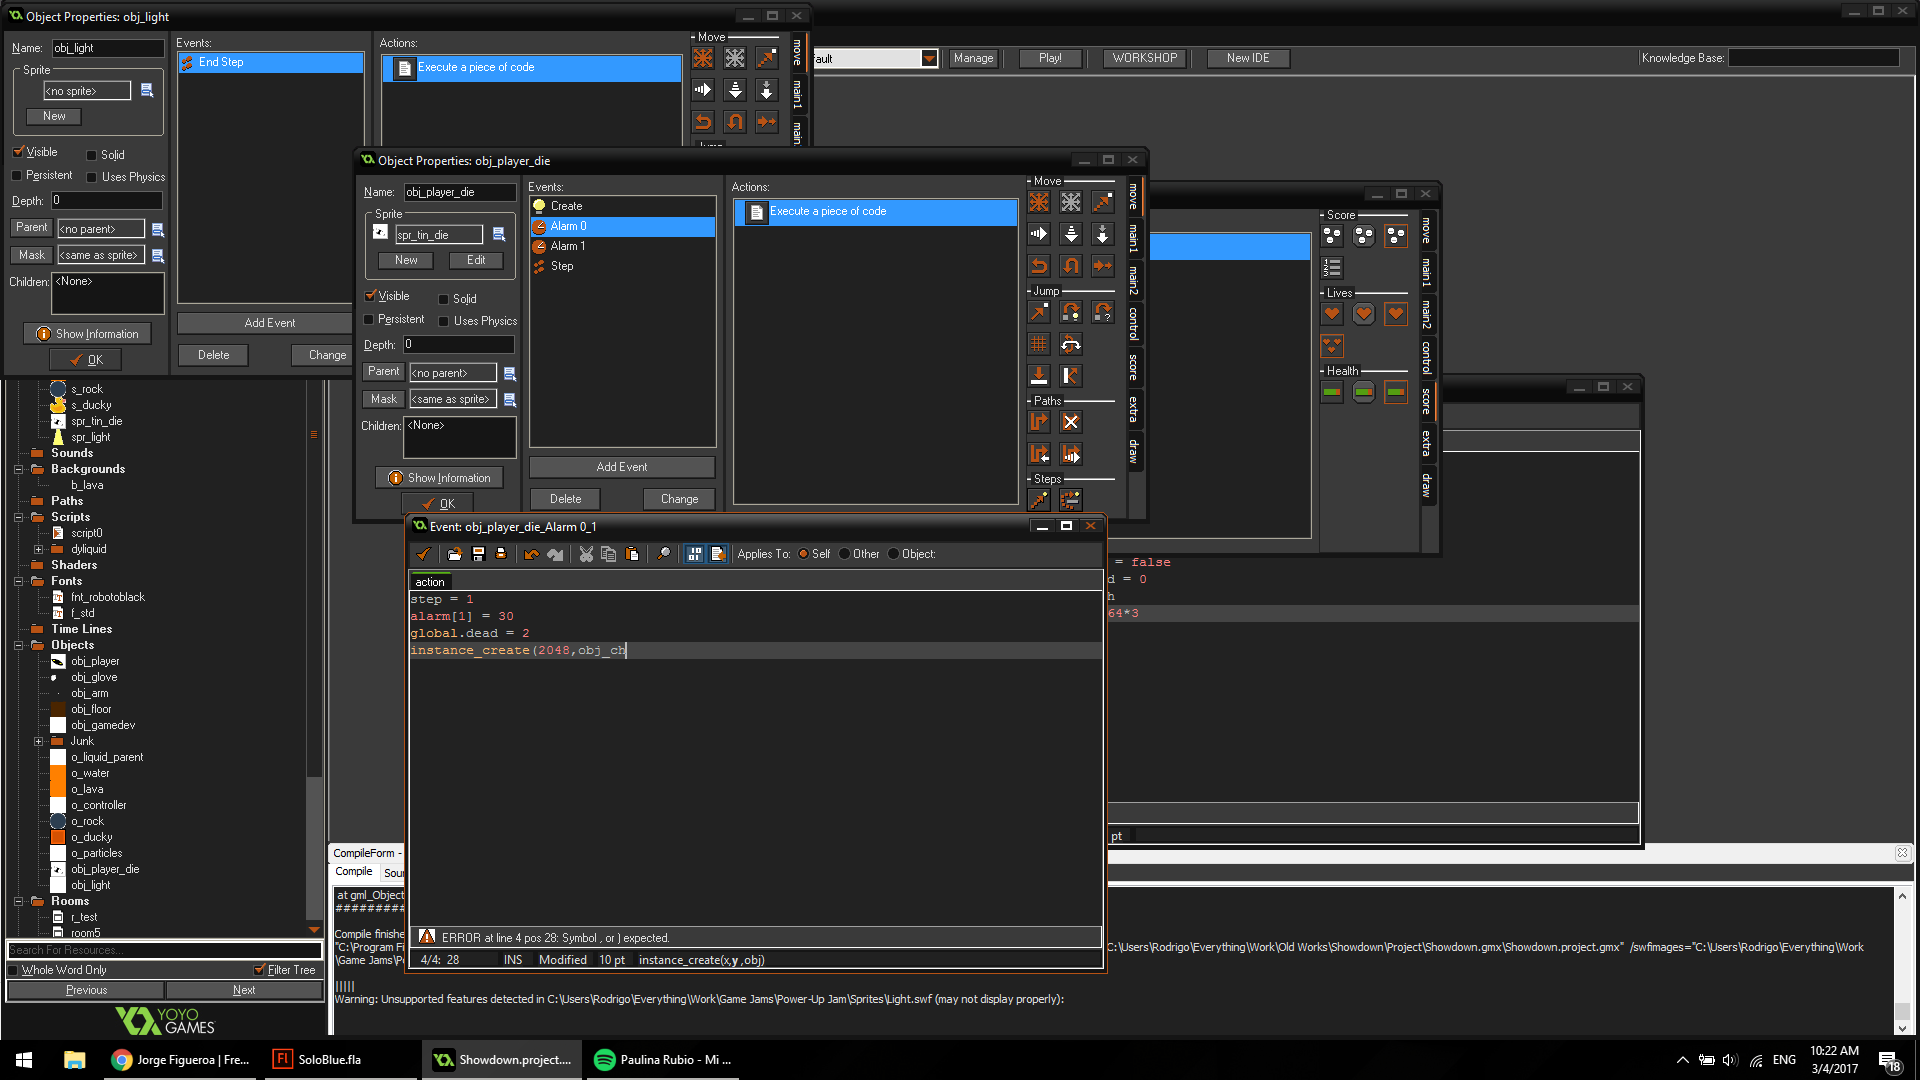 Object Properties: obj_light
Name: obj_light
Sprite
<no sprite>
New
Visible
Solid
Persistent
Uses Physics
Depth: 0
Parent <no parent>
Mask <same as sprite>
Children: <None>
Show Information
OK
Events:
End Step
Add Event
Delete
Change
Actions:
Execute a piece of code
Move
move
main1
ault
Manage
Play!
WORKSHOP
New IDE
Knowledge Base:
Object Properties: obj_player_die
Name: obj_player_die
Sprite
spr_tin_die
New
Edit
Visible
Solid
Persistent
Uses Physics
Depth: 0
Parent <no parent>
Mask <same as sprite>
Children: <None>
Show Information
OK
Events:
Create
Alarm 0
Alarm 1
Step
Add Event
Delete
Change
Actions:
Execute a piece of code
Move
Jump
Paths
Steps
move
main1
main2
control
score
extra
draw
Score
Lives
Health
move
main1
main2
control
score
extra
draw
s_rock
s_ducky
spr_tin_die
spr_light
Sounds
Backgrounds
b_lava
Paths
Scripts
script0
dyliquid
Shaders
Fonts
fnt_robotoblack
f_std
Time Lines
Objects
obj_player
obj_glove
obj_arm
obj_floor
obj_gamedev
Junk
o_liquid_parent
o_water
o_lava
o_controller
o_rock
o_ducky
o_particles
obj_player_die
obj_light
Rooms
r_test
room5
Search For Resources...
Whole Word Only
Filter Tree
Previous
Next
YOYO GAMES
Event: obj_player_die_Alarm 0_1
Applies To: Self Other Object:
action
step = 1
alarm[1] = 30
global.dead = 2
instance_create(2048,obj_ch
ERROR at line 4 pos 28: Symbol , or ) expected.
4/4: 28 INS Modified 10 pt instance_create(x,y ,obj)
= false
d = 0
h
64*3
pt
CompileForm -
Compile
Sour
at gml_Object
Compile finishe
"C:\Program Fi
C:\Users\Rodrigo\Everything\Work\Old Works\Showdown\Project\Showdown.gmx\Showdown.project.gmx" /swfimages="C:\Users\Rodrigo\Everything\Work
\Game Jams\Po
Warning: Unsupported features detected in C:\Users\Rodrigo\Everything\Work\Game Jams\Power-Up Jam\Sprites\Light.swf (may not display properly):
Jorge Figueroa | Fre...
SoloBlue.fla
Showdown.project....
Paulina Rubio - Mi ...
ENG
10:22 AM
3/4/2017
18